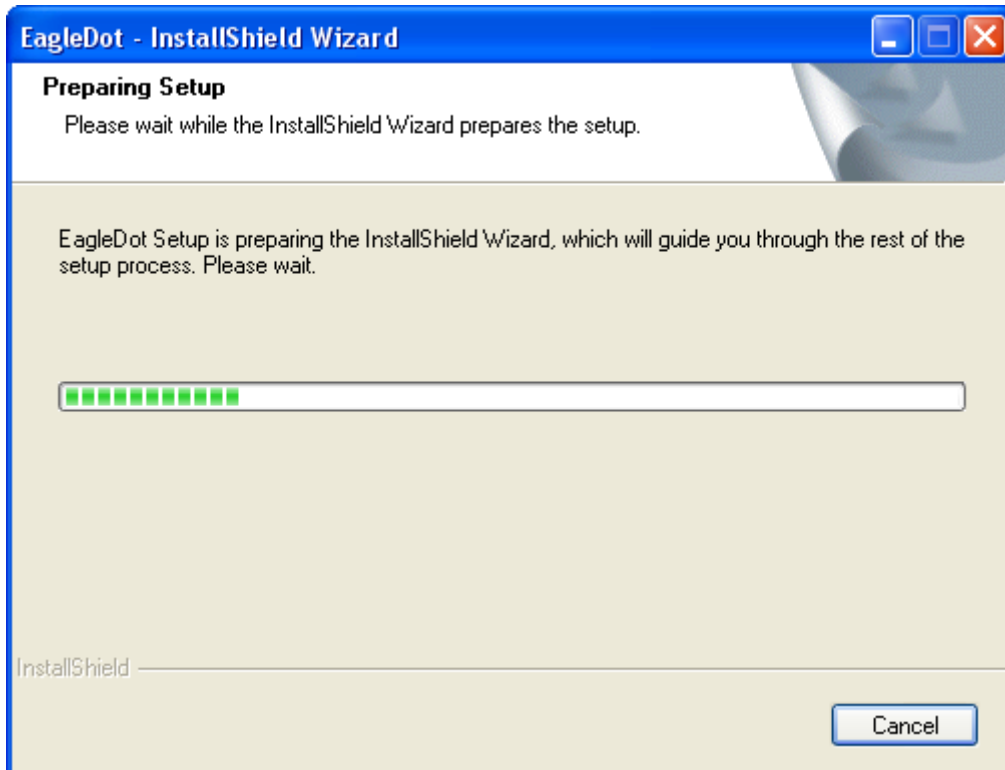 EagleDot - InstallShield Wizard
Preparing Setup
Please wait while the InstallShield Wizard prepares the setup.
EagleDot Setup is preparing the InstallShield Wizard, which will guide you through the rest of the
setup process. Please wait.
InstallShield
Cancel